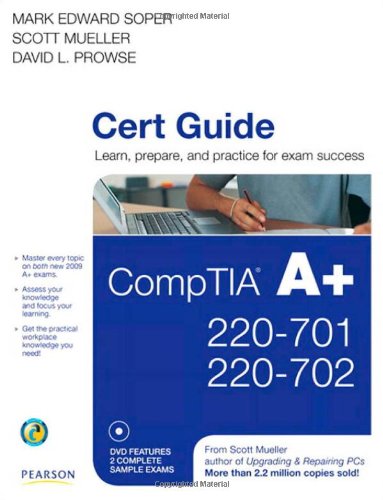 MARK EDWARD SOPER
SCOTT MUELLER
DAVID L. PROWSE
Cert Guide
Learn, prepare, and practice for exam success
» Master every topic
on both new 2009
A+ exams.
» Assess your
knowledge
and focus your
learning.
» Get the practical
workplace
knowledge you
need!
CompTIA® A+
220-701
220-702
DVD FEATURES
2 COMPLETE
SAMPLE EXAMS
From Scott Mueller
author of Upgrading & Repairing PCs
More than 2.2 million copies sold!
PEARSON